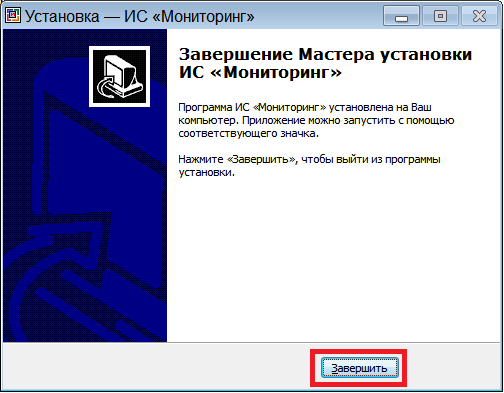 Установка — ИС «Мониторинг»
Завершение Мастера установки
ИС «Мониторинг»
Программа ИС «Мониторинг» установлена на Ваш
компьютер. Приложение можно запустить с помощью
соответствующего значка.
Нажмите «Завершить», чтобы выйти из программы
установки.
Завершить